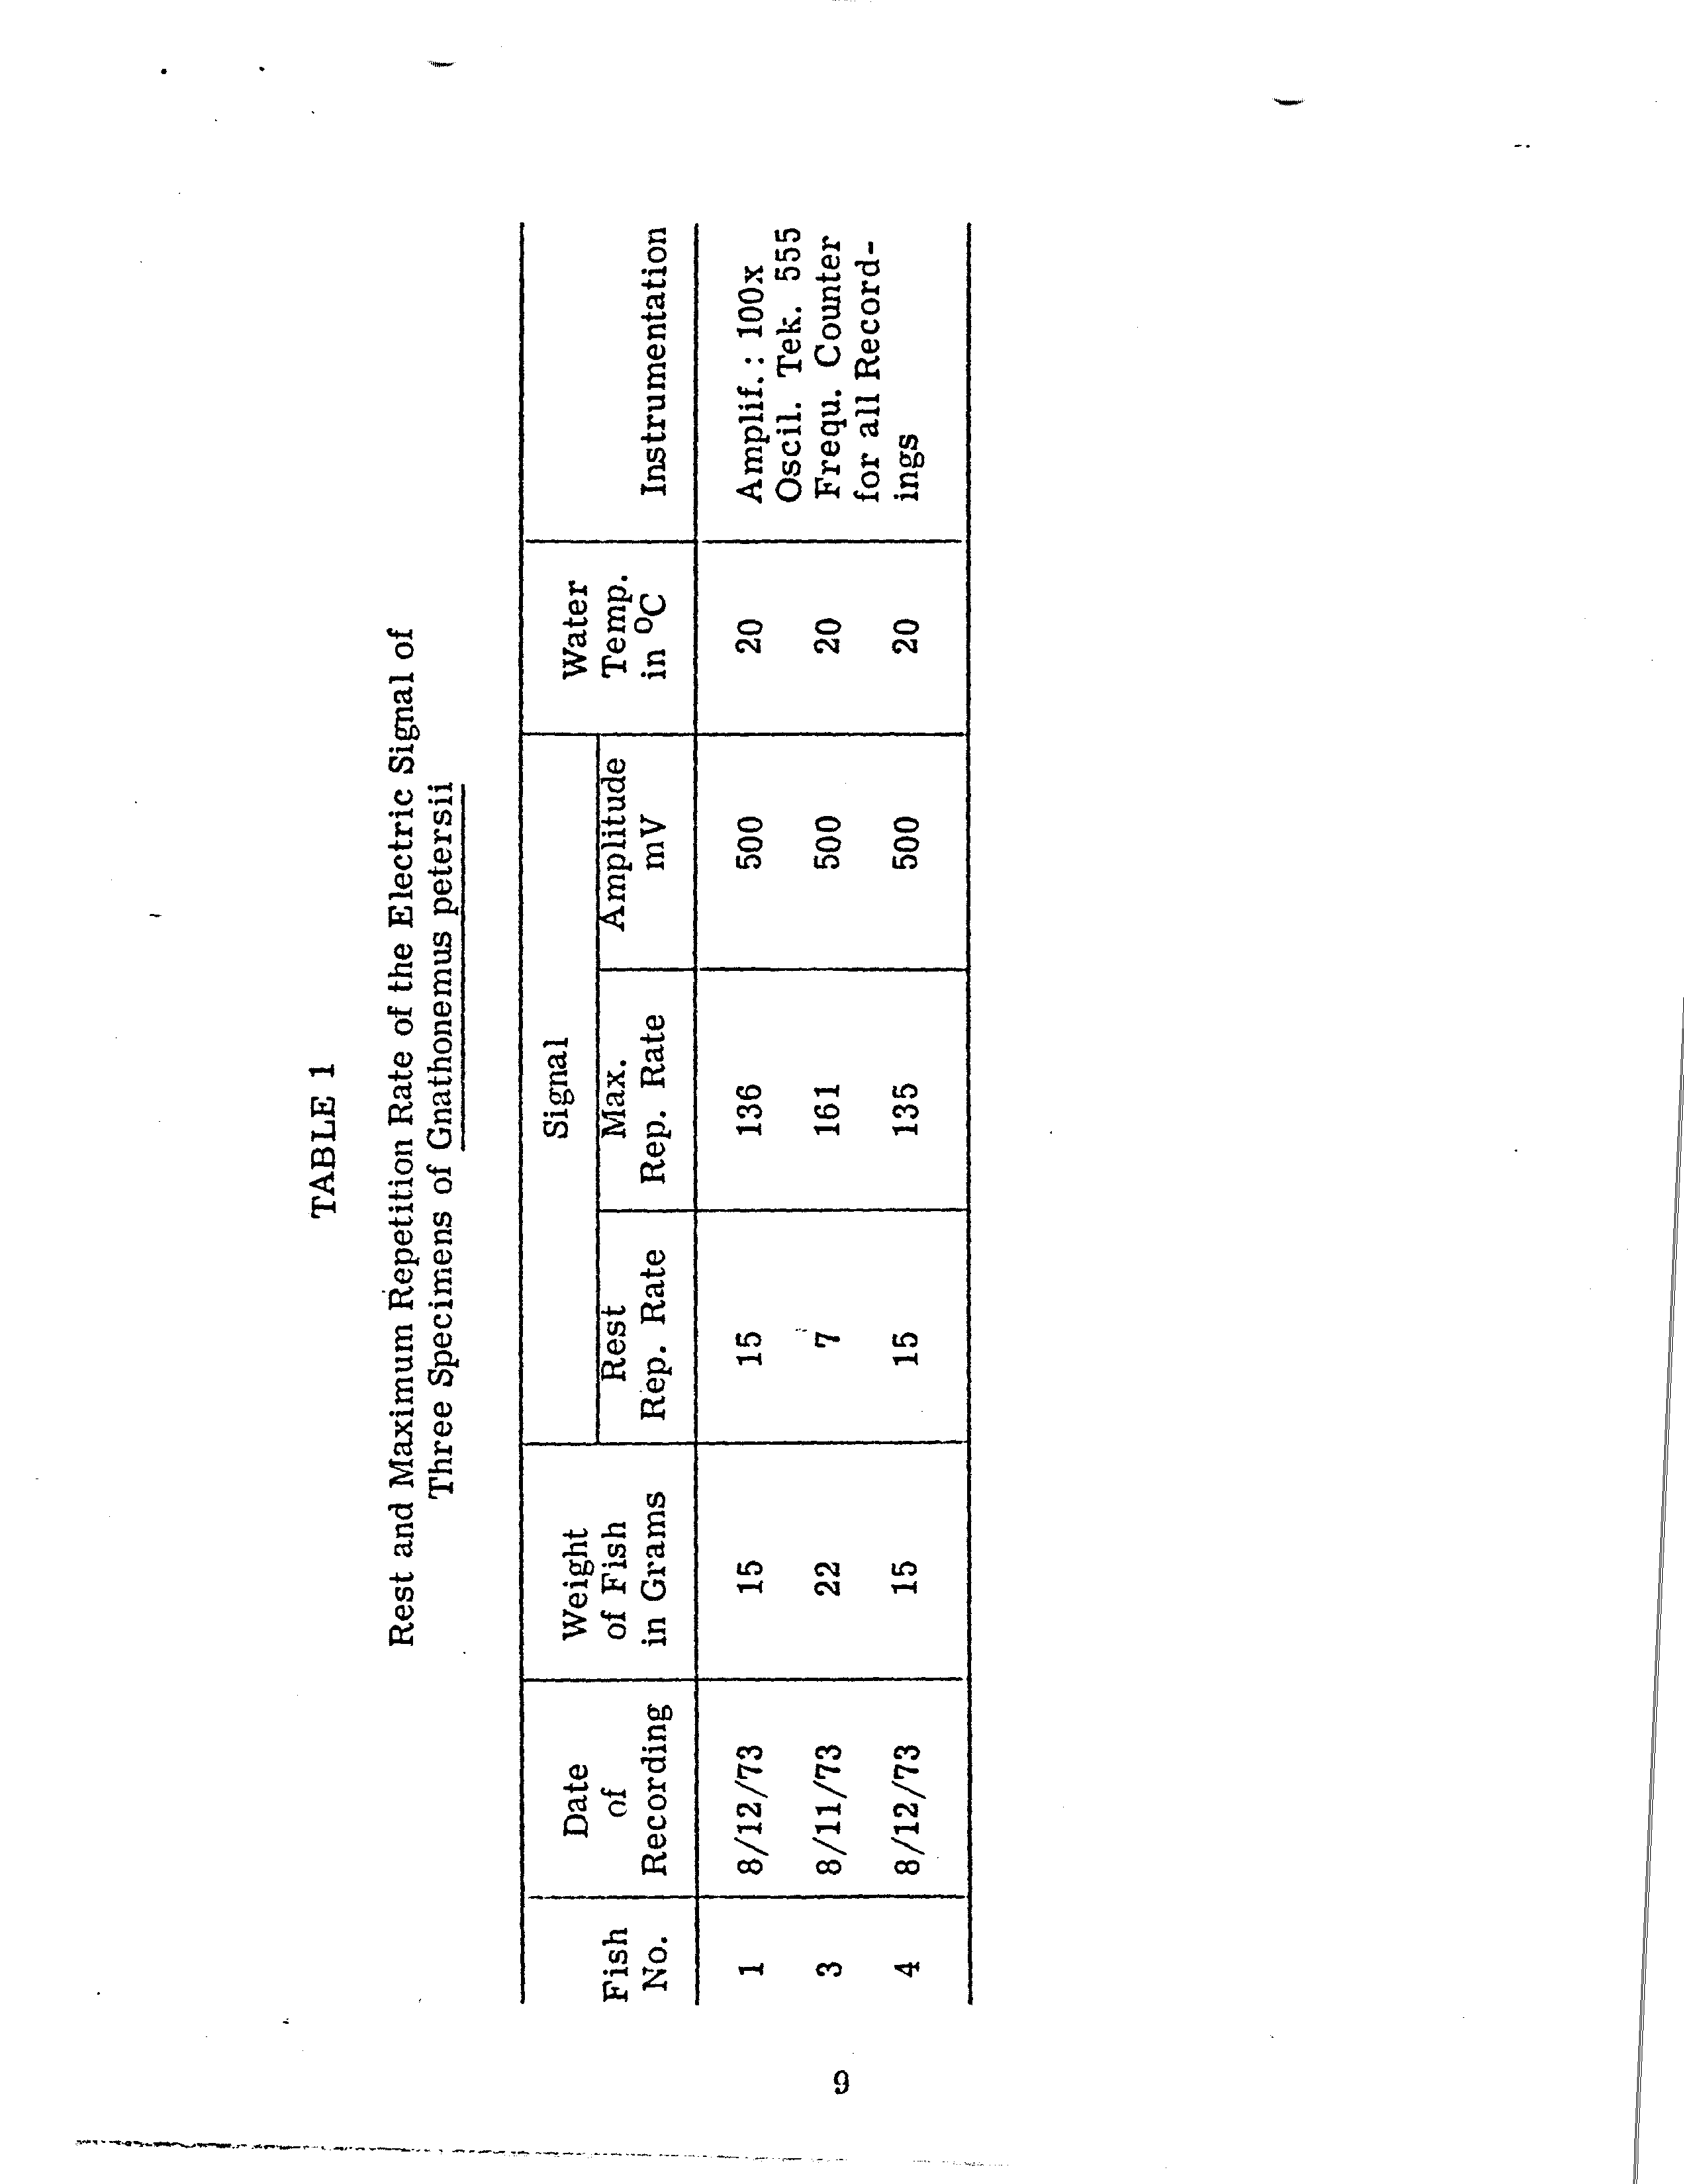 TABLE 1
Rest and Maximum Repetition Rate of the Electric Signal of
Three Specimens of Gnathonemus petersii
Fish No. Date of Recording Weight of Fish in Grams Signal Water Temp. in °C Instrumentation
Rest Rep. Rate Max. Rep. Rate Amplitude mV
1 8/12/73 15 15 136 500 20 Amplif.: 100x
Oscil. Tek. 555
3 8/11/73 22 7 161 500 20 Frequ. Counter
for all Record-
4 8/12/73 15 15 135 500 20 ings
9